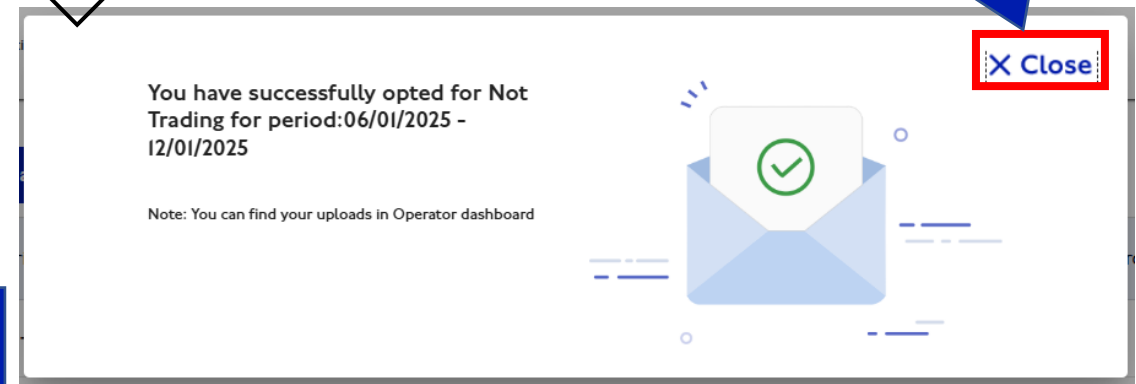 X Close
You have successfully opted for Not
Trading for period:06/01/2025 -
12/01/2025
Note: You can find your uploads in Operator dashboard